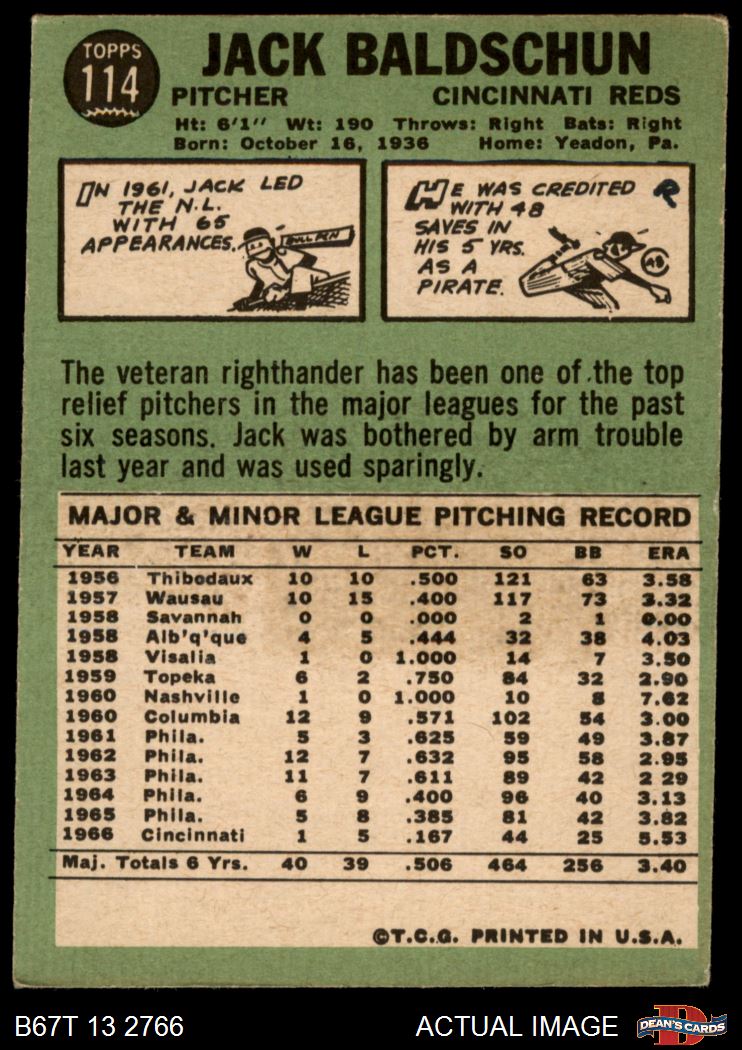 TOPPS
114
JACK BALDSCHUN
PITCHER CINCINNATI REDS
Ht: 6'1'' Wt: 190 Throws: Right Bats: Right
Born: October 16, 1936 Home: Yeadon, Pa.
IN 1961, JACK LED
THE N.L.
WITH 65
APPEARANCES.
BULL PEN
HE WAS CREDITED
WITH 48
SAVES IN
HIS 5 YRS.
AS A
PIRATE.
R
48
The veteran righthander has been one of the top
relief pitchers in the major leagues for the past
six seasons. Jack was bothered by arm trouble
last year and was used sparingly.
MAJOR & MINOR LEAGUE PITCHING RECORD
YEAR TEAM W L PCT. SO BB ERA
1956 Thibodaux 10 10 .500 121 63 3.58
1957 Wausau 10 15 .400 117 73 3.32
1958 Savannah 0 0 .000 2 1 0.00
1958 Alb'q'que 4 5 .444 32 38 4.03
1958 Visalia 1 0 1.000 14 7 3.50
1959 Topeka 6 2 .750 84 32 2.90
1960 Nashville 1 0 1.000 10 8 7.62
1960 Columbia 12 9 .571 102 54 3.00
1961 Phila. 5 3 .625 59 49 3.87
1962 Phila. 12 7 .632 95 58 2.95
1963 Phila. 11 7 .611 89 42 2 29
1964 Phila. 6 9 .400 96 40 3.13
1965 Phila. 5 8 .385 81 42 3.82
1966 Cincinnati 1 5 .167 44 25 5.53
Maj. Totals 6 Yrs. 40 39 .506 464 256 3.40
©T.C.G. PRINTED IN U.S.A.
B67T 13 2766 ACTUAL IMAGE
D
DEAN'S CARDS